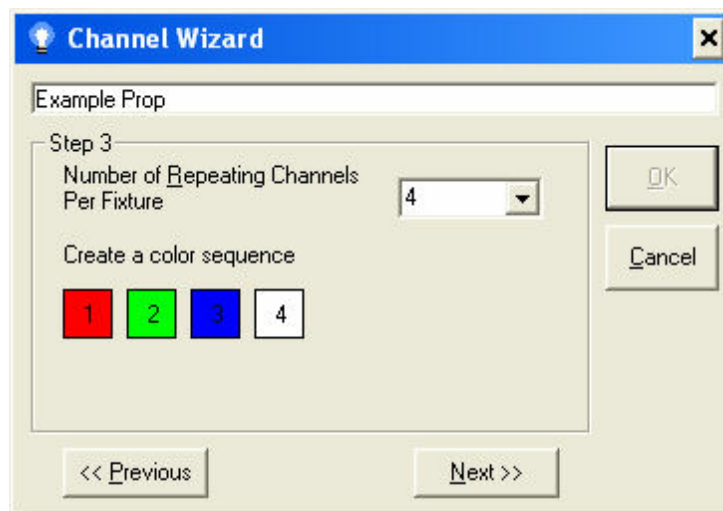 Channel Wizard
Example Prop
Step 3
Number of Repeating Channels
Per Fixture
4
OK
Create a color sequence
Cancel
1 2 3 4
<< Previous
Next >>